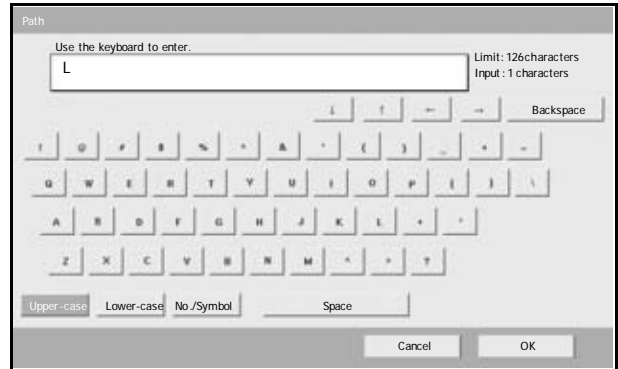 Path
Use the keyboard to enter.
Limit: 126characters
L
Input : 1 characters
↓ ↑ ← → Backspace
Q W E R T Y U I O P
A S D F G H J K L
Z X C V B N M
Upper-case Lower-case No./Symbol Space
Cancel OK